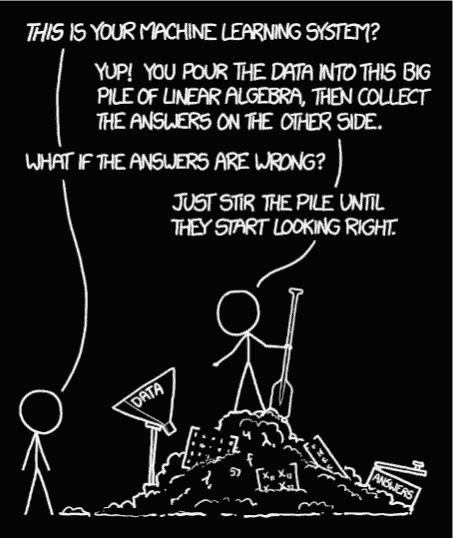 THIS IS YOUR MACHINE LEARNING SYSTEM?
YUP! YOU POUR THE DATA INTO THIS BIG
PILE OF LINEAR ALGEBRA, THEN COLLECT
THE ANSWERS ON THE OTHER SIDE.
WHAT IF THE ANSWERS ARE WRONG?
JUST STIR THE PILE UNTIL
THEY START LOOKING RIGHT.
DATA
ANSWERS